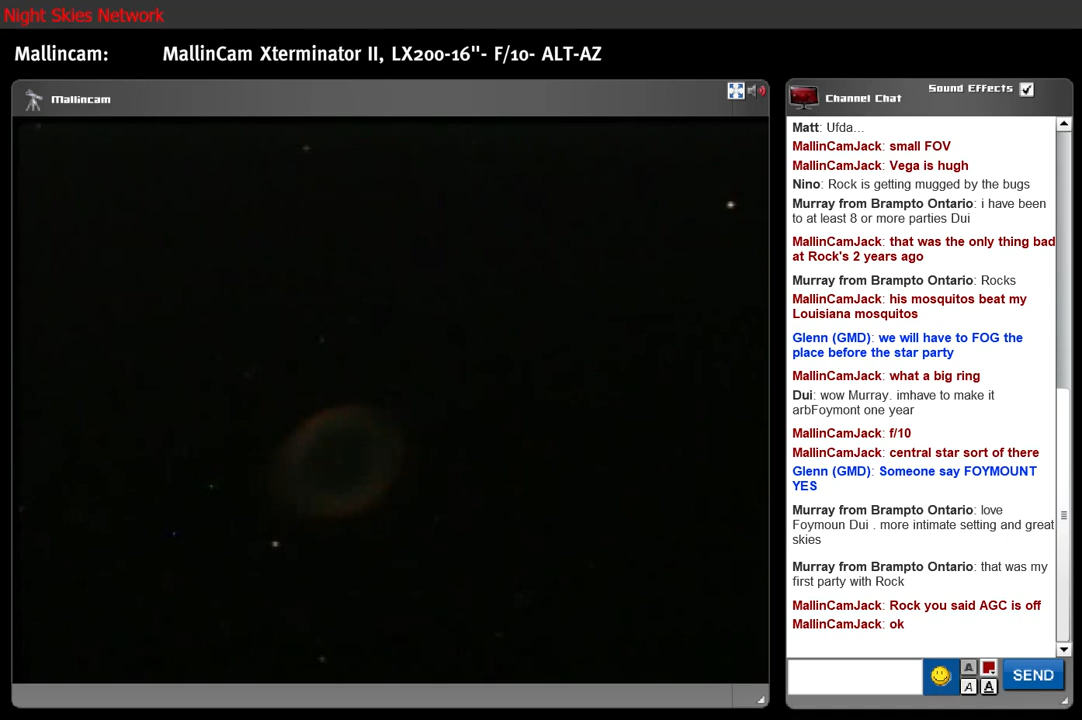 Night Skies Network
Mallincam: MallinCam Xterminator II, LX200-16"- F/10- ALT-AZ
Mallincam
Channel Chat
Sound Effects
Matt: Ufda...
MallinCamJack: small FOV
MallinCamJack: Vega is hugh
Nino: Rock is getting mugged by the bugs
Murray from Brampto Ontario: i have been
to at least 8 or more parties Dui
MallinCamJack: that was the only thing bad
at Rock's 2 years ago
Murray from Brampto Ontario: Rocks
MallinCamJack: his mosquitos beat my
Louisiana mosquitos
Glenn (GMD): we will have to FOG the
place before the star party
MallinCamJack: what a big ring
Dui: wow Murray. imhave to make it
arbFoymont one year
MallinCamJack: f/10
MallinCamJack: central star sort of there
Glenn (GMD): Someone say FOYMOUNT
YES
Murray from Brampto Ontario: love
Foymoun Dui . more intimate setting and great
skies
Murray from Brampto Ontario: that was my
first party with Rock
MallinCamJack: Rock you said AGC is off
MallinCamJack: ok
A
A A
SEND